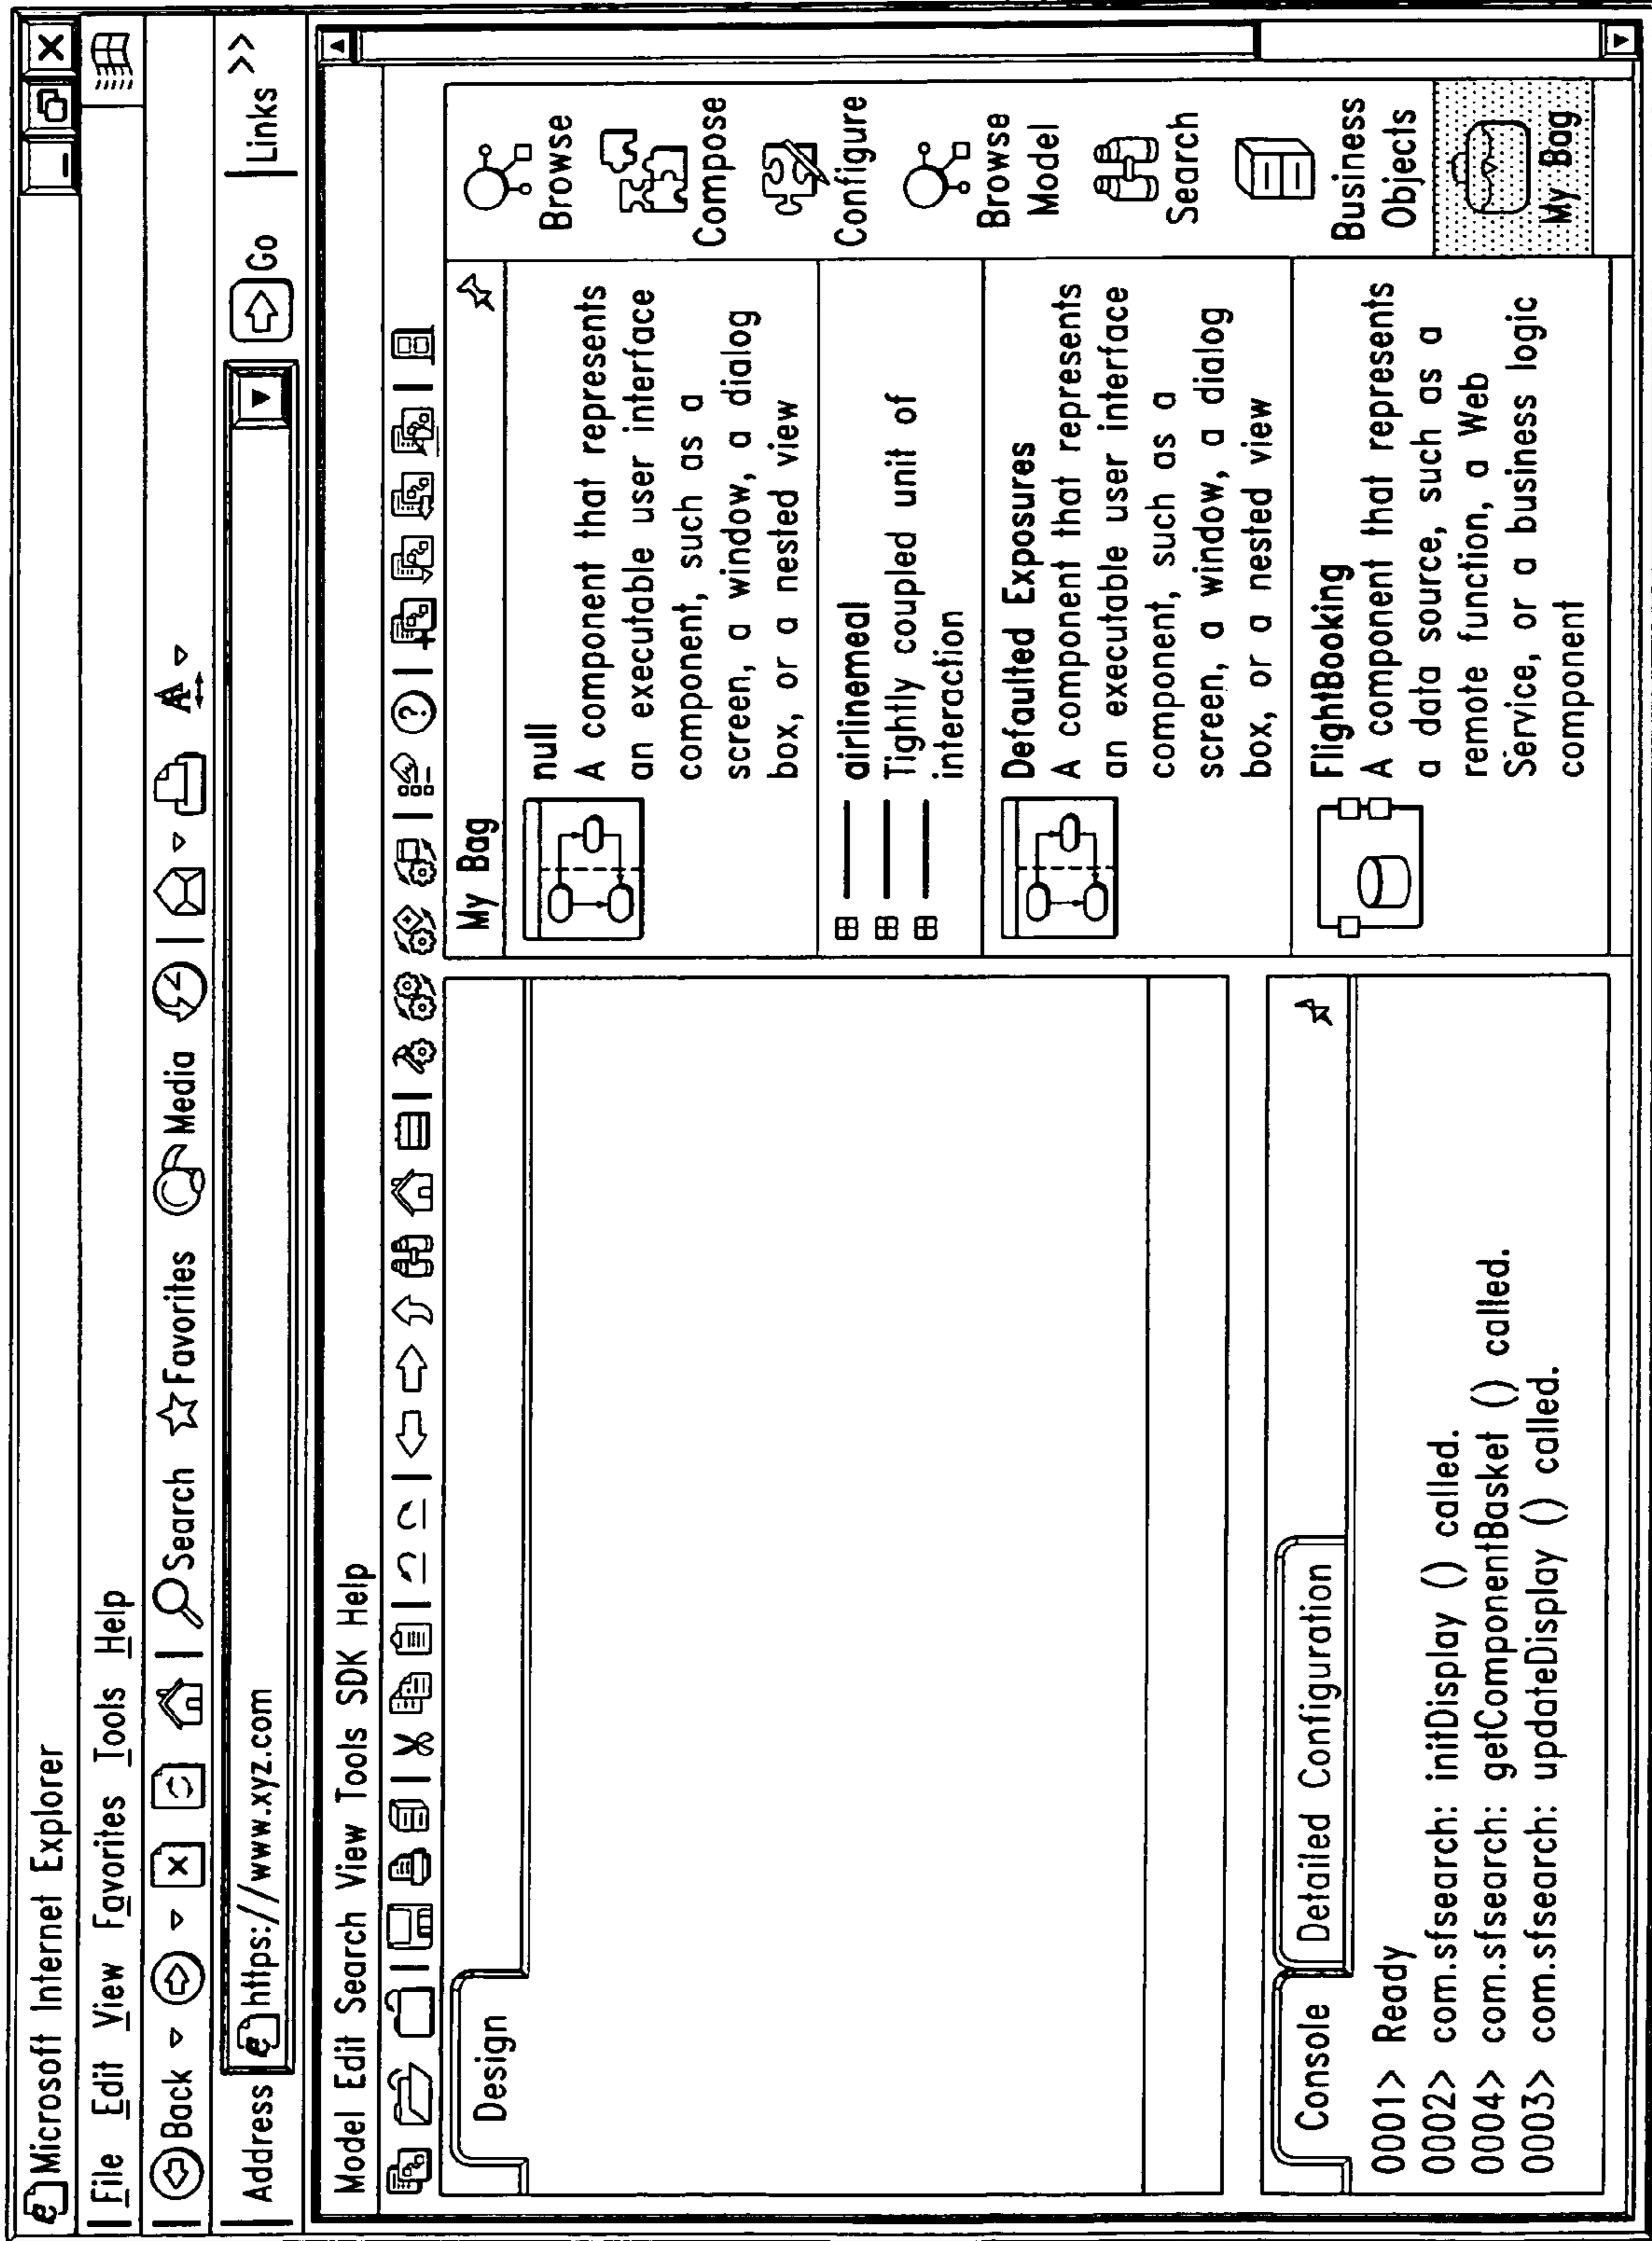 Microsoft Internet Explorer
File Edit View Favorites Tools Help
Back Search Favorites Media
Address https://www.xyz.com Go Links >>
Model Edit Search View Tools SDK Help
Design
My Bag
null
A component that represents
an executable user interface
component, such as a
screen, a window, a dialog
box, or a nested view
airlinemeal
Tightly coupled unit of
interaction
Defaulted Exposures
A component that represents
an executable user interface
component, such as a
screen, a window, a dialog
box, or a nested view
FlightBooking
A component that represents
a data source, such as a
remote function, a Web
Service, or a business logic
component
Browse
Compose
Configure
Browse
Model
Search
Business
Objects
My Bag
Console Detailed Configuration
0001> Ready
0002> com.sfsearch: initDisplay () called.
0004> com.sfsearch: getComponentBasket () called.
0003> com.sfsearch: updateDisplay () called.